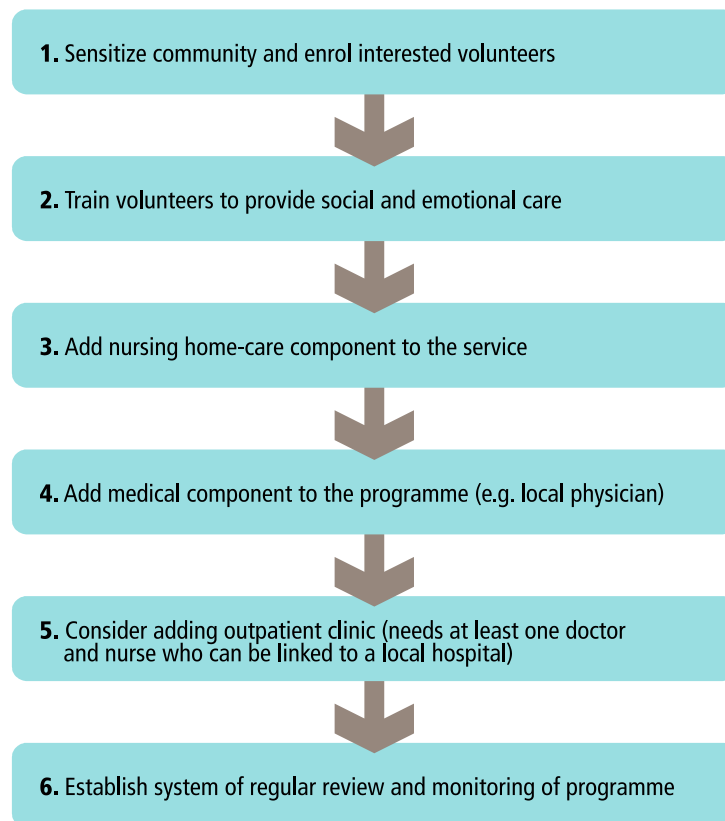 1. Sensitize community and enrol interested volunteers
2. Train volunteers to provide social and emotional care
3. Add nursing home-care component to the service
4. Add medical component to the programme (e.g. local physician)
5. Consider adding outpatient clinic (needs at least one doctor
and nurse who can be linked to a local hospital)
6. Establish system of regular review and monitoring of programme